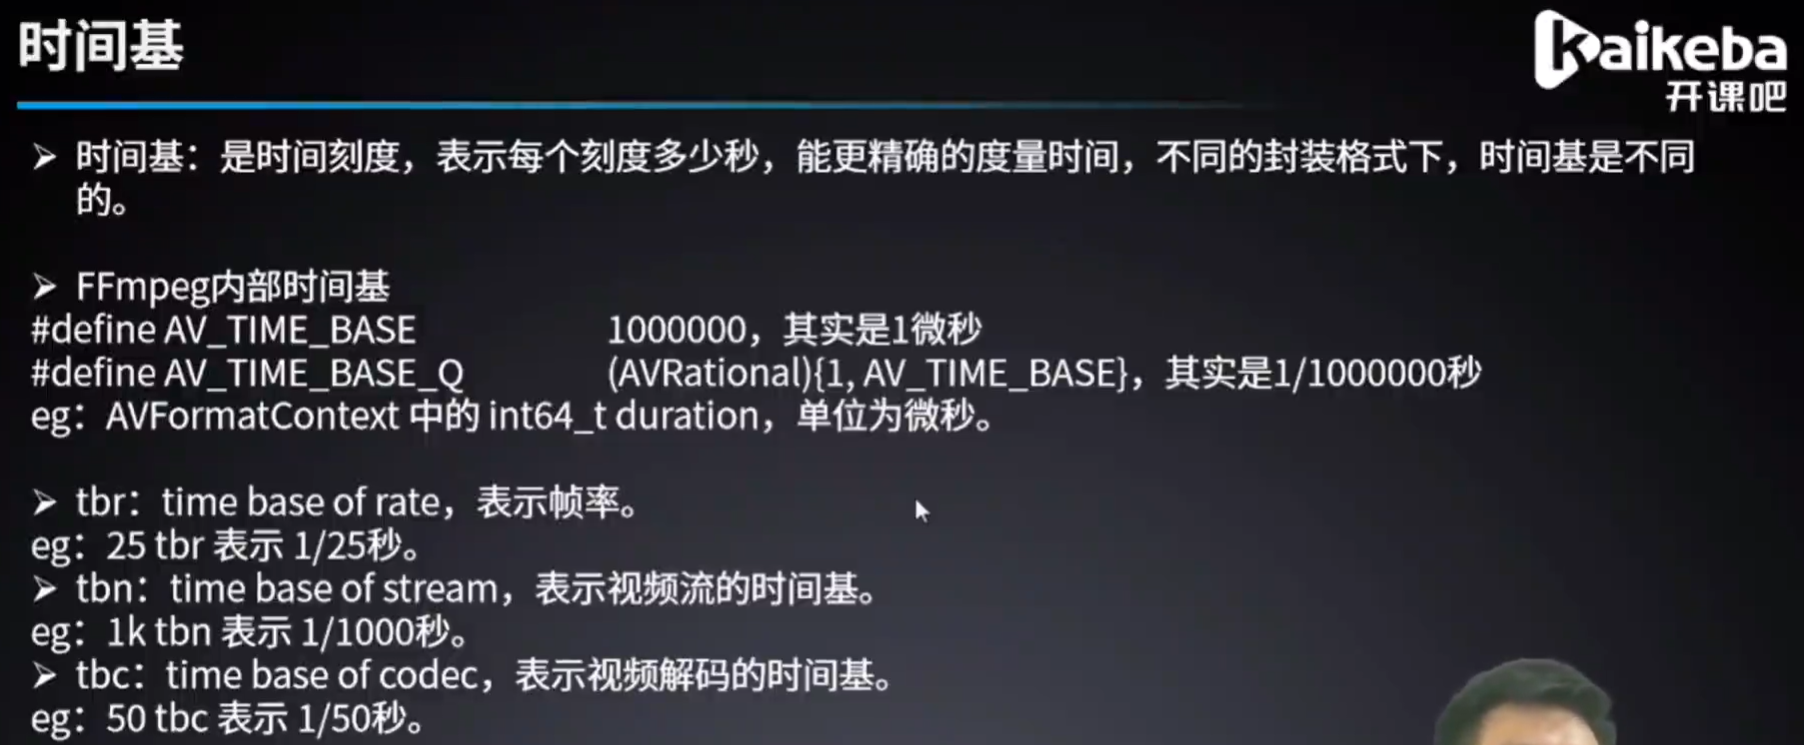 时间基
kaikeba
开课吧
➢ 时间基：是时间刻度，表示每个刻度多少秒，能更精确的度量时间，不同的封装格式下，时间基是不同
的。
➢ FFmpeg内部时间基
#define AV_TIME_BASE 1000000，其实是1微秒
#define AV_TIME_BASE_Q (AVRational){1, AV_TIME_BASE}，其实是1/1000000秒
eg：AVFormatContext 中的 int64_t duration，单位为微秒。
➢ tbr：time base of rate，表示帧率。
eg：25 tbr 表示 1/25秒。
➢ tbn：time base of stream，表示视频流的时间基。
eg：1k tbn 表示 1/1000秒。
➢ tbc：time base of codec，表示视频解码的时间基。
eg：50 tbc 表示 1/50秒。